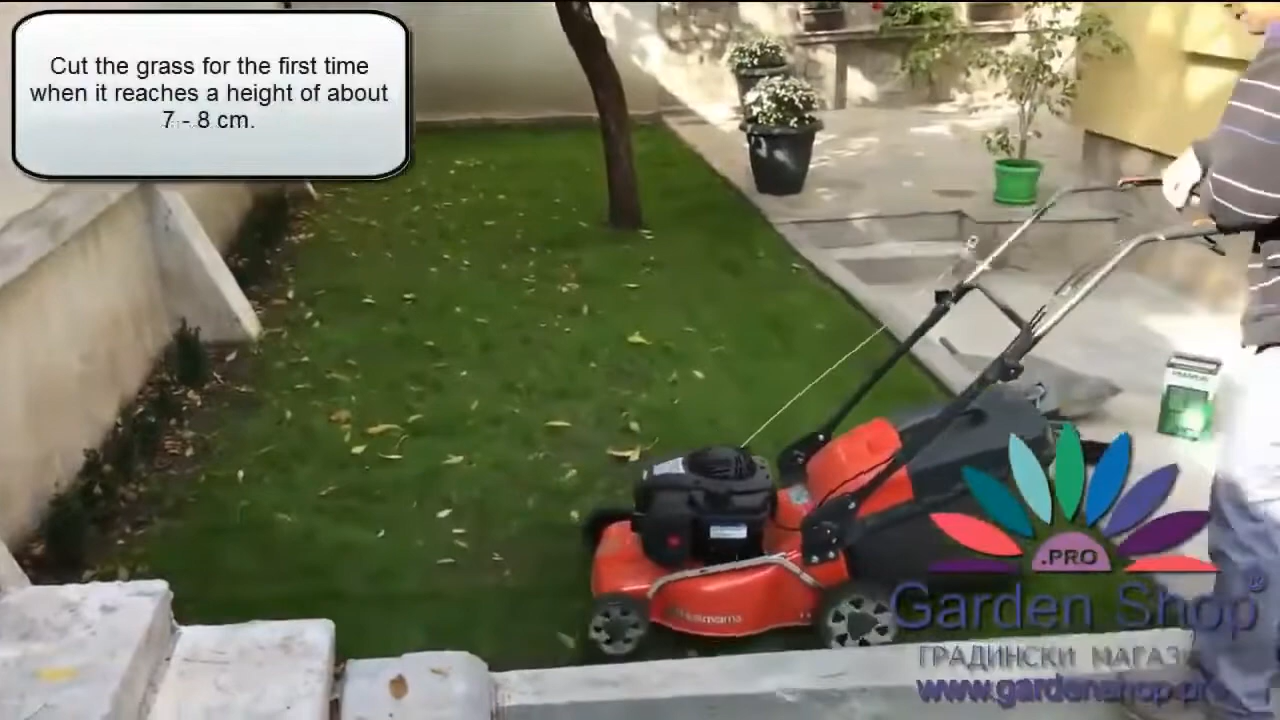 Cut the grass for the first time
when it reaches a height of about
7 - 8 cm.
Husqvarna
.PRO
Garden Shop®
ГРАДИНСКИ МАГАЗ
www.gardenshop.pr